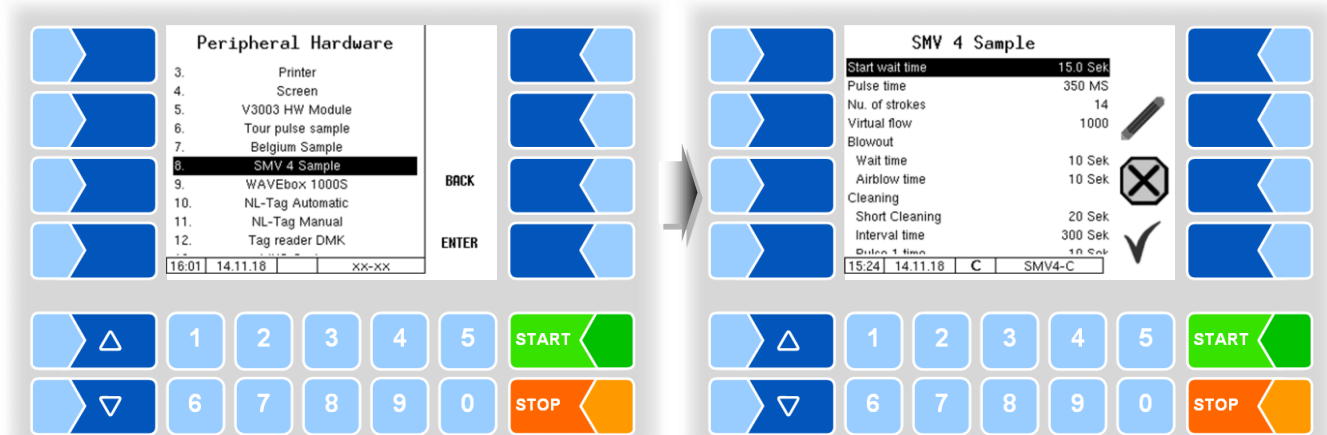 Peripheral Hardware
3. Printer
4. Screen
5. V3003 HW Module
6. Tour pulse sample
7. Belgium Sample
8. SMV 4 Sample
9. WAVEbox 1000S
10. NL-Tag Automatic
11. NL-Tag Manual
12. Tag reader DMK
BACK
ENTER
16:01 14.11.18 xx-xx
1 2 3 4 5 START
6 7 8 9 0 STOP
SMV 4 Sample
Start wait time 15.0 Sek
Pulse time 350 MS
Nu. of strokes 14
Virtual flow 1000
Blowout
Wait time 10 Sek
Airblow time 10 Sek
Cleaning
Short Cleaning 20 Sek
Interval time 300 Sek
Pulse 1 time 10 Sek
15:24 14.11.18 C SMV4-C
1 2 3 4 5 START
6 7 8 9 0 STOP